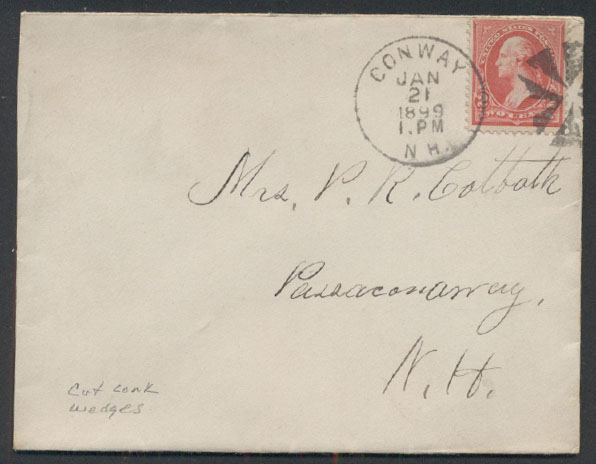 CONWAY
JAN
21
1899
1. PM
N H.
Mrs. P. R. Colbath
Passaconaway,
N. H.
Cut cork
wedges